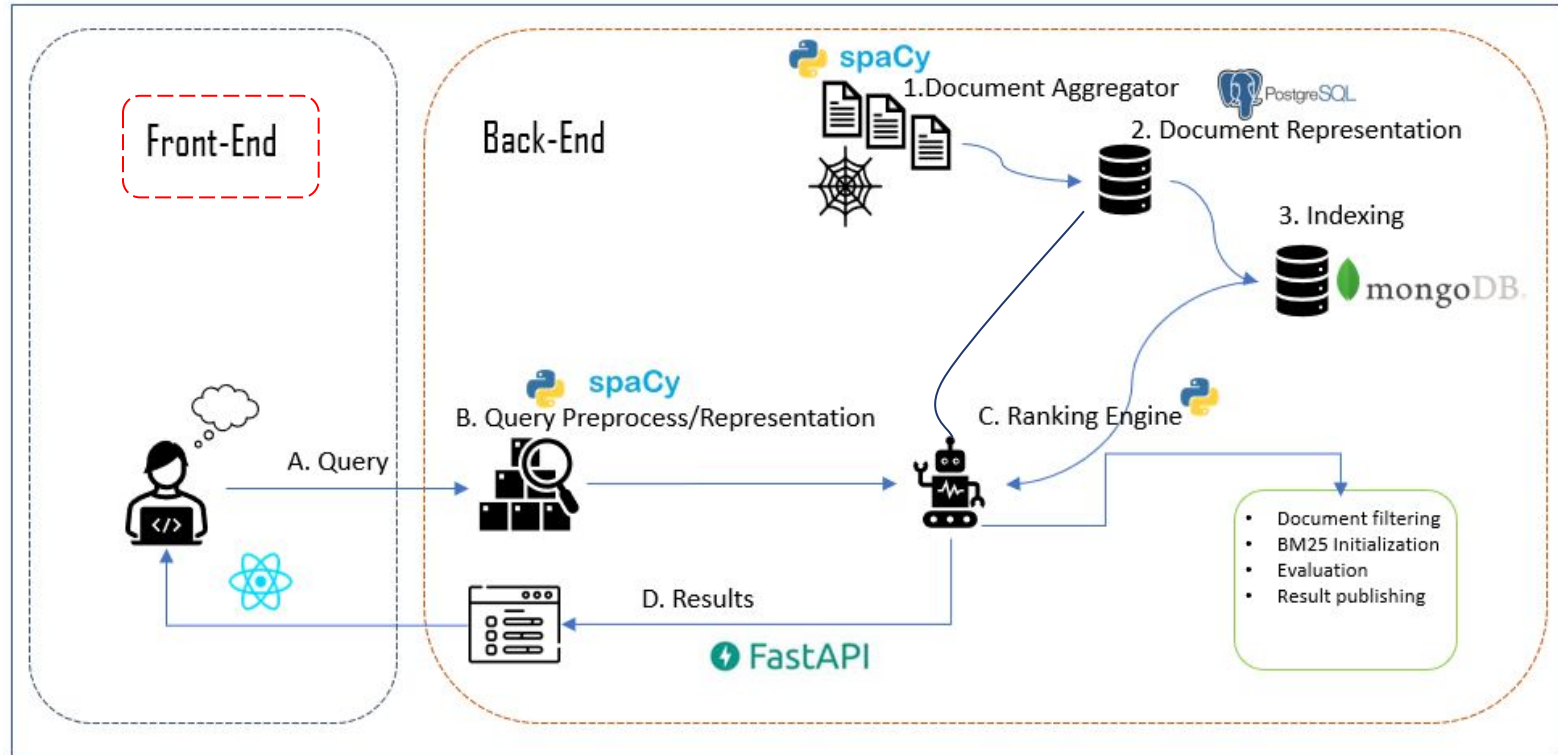 spaCy
1.Document Aggregator
PostgreSQL
2. Document Representation
Front-End
Back-End
3. Indexing
mongoDB.
spaCy
B. Query Preprocess/Representation
C. Ranking Engine
A. Query
</>
• Document filtering
• BM25 Initialization
• Evaluation
• Result publishing
D. Results
FastAPI